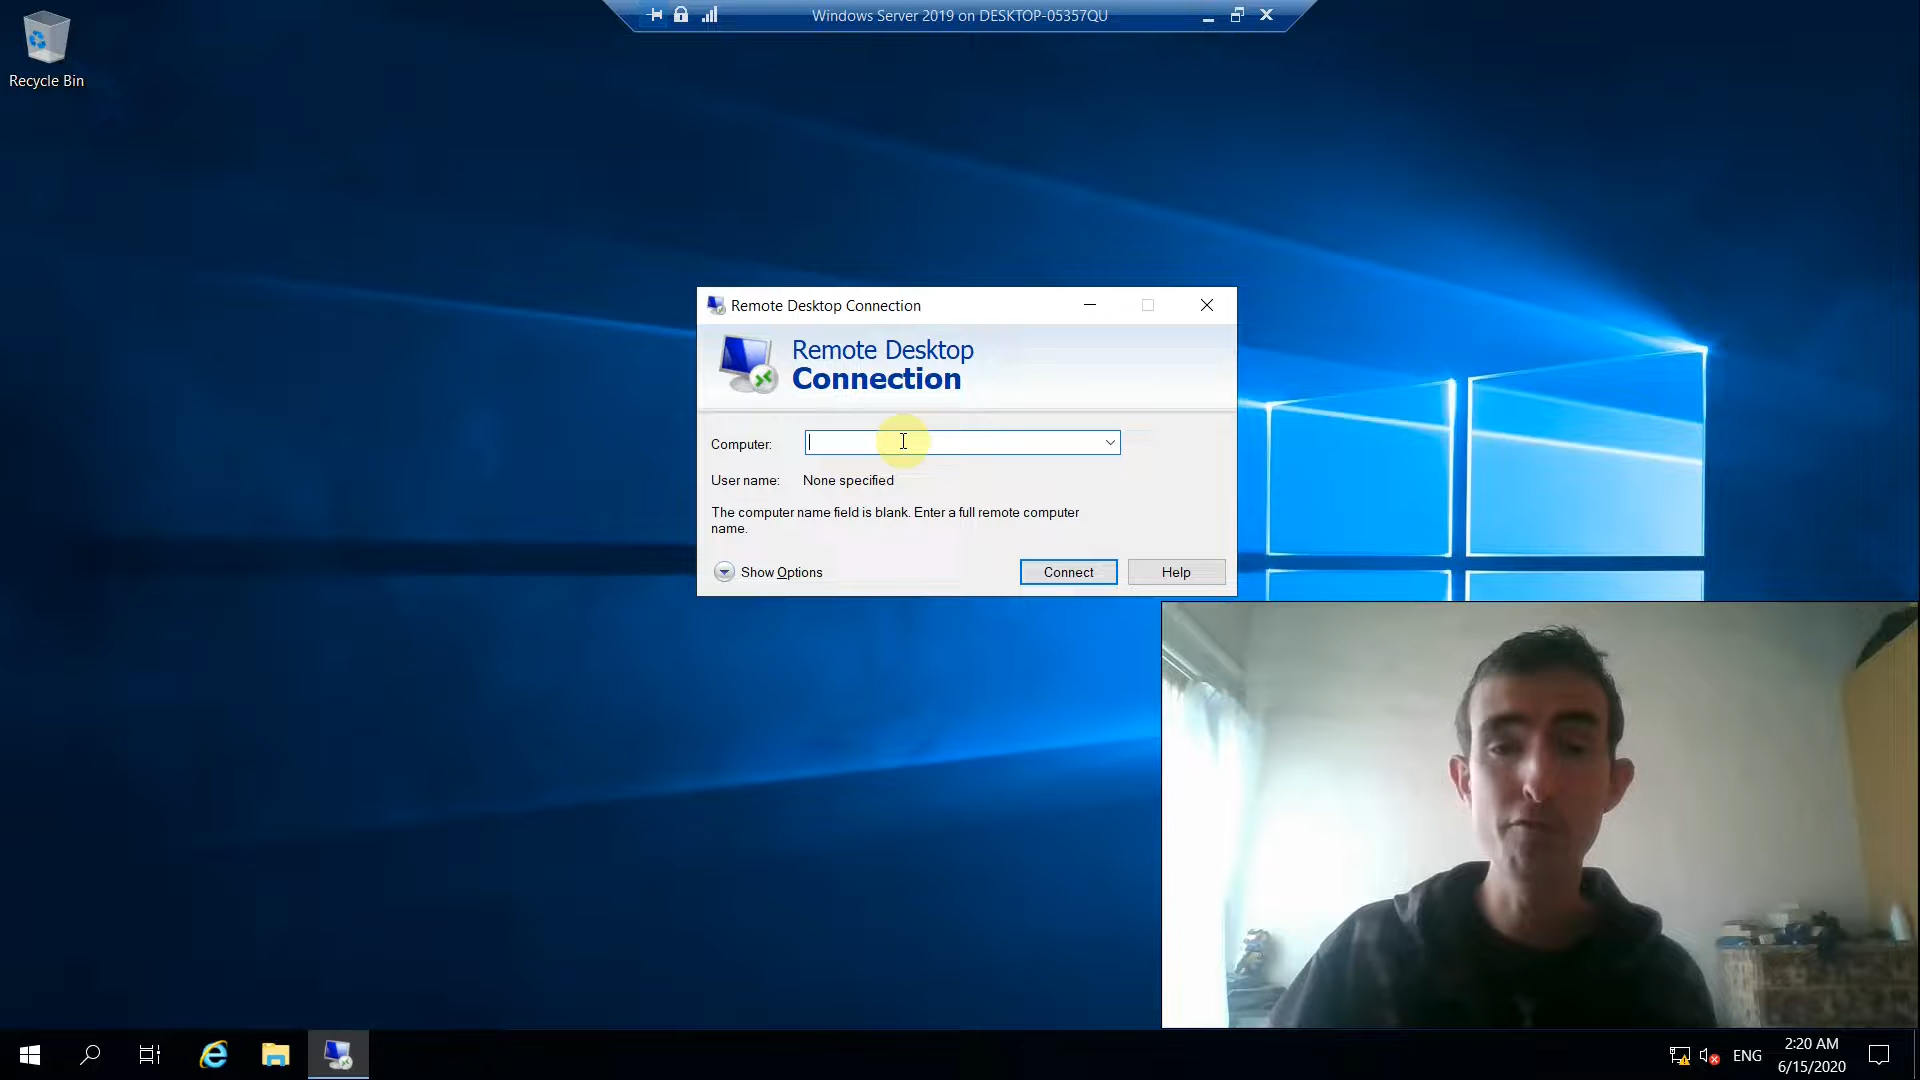 Windows Server 2019 on DESKTOP-05357QU
Recycle Bin
Remote Desktop Connection
Remote Desktop
Connection
Computer:
User name: None specified
The computer name field is blank. Enter a full remote computer
name.
Show Options
Connect
Help
ENG
2:20 AM
6/15/2020